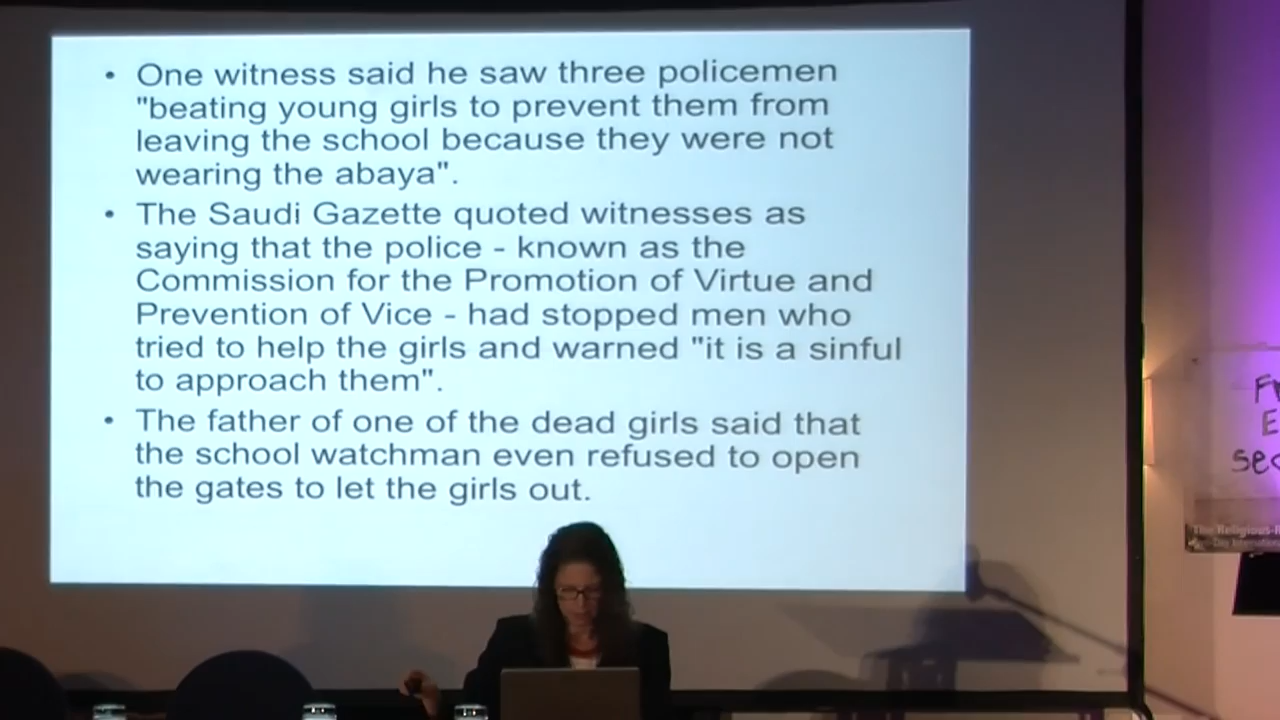 • One witness said he saw three policemen
"beating young girls to prevent them from
leaving the school because they were not
wearing the abaya".
• The Saudi Gazette quoted witnesses as
saying that the police - known as the
Commission for the Promotion of Virtue and
Prevention of Vice - had stopped men who
tried to help the girls and warned "it is a sinful
to approach them".
• The father of one of the dead girls said that
the school watchman even refused to open
the gates to let the girls out.
The Religious-